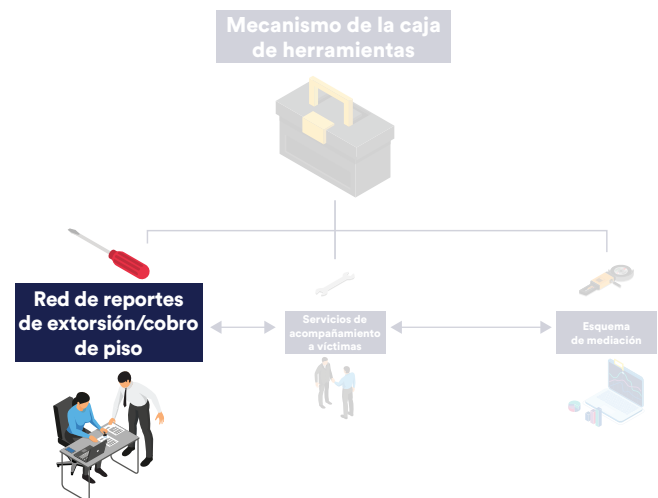 Mecanismo de la caja
de herramientas
Red de reportes
de extorsión/cobro
de piso
Servicios de
acompañamiento
a víctimas
Esquema
de mediación